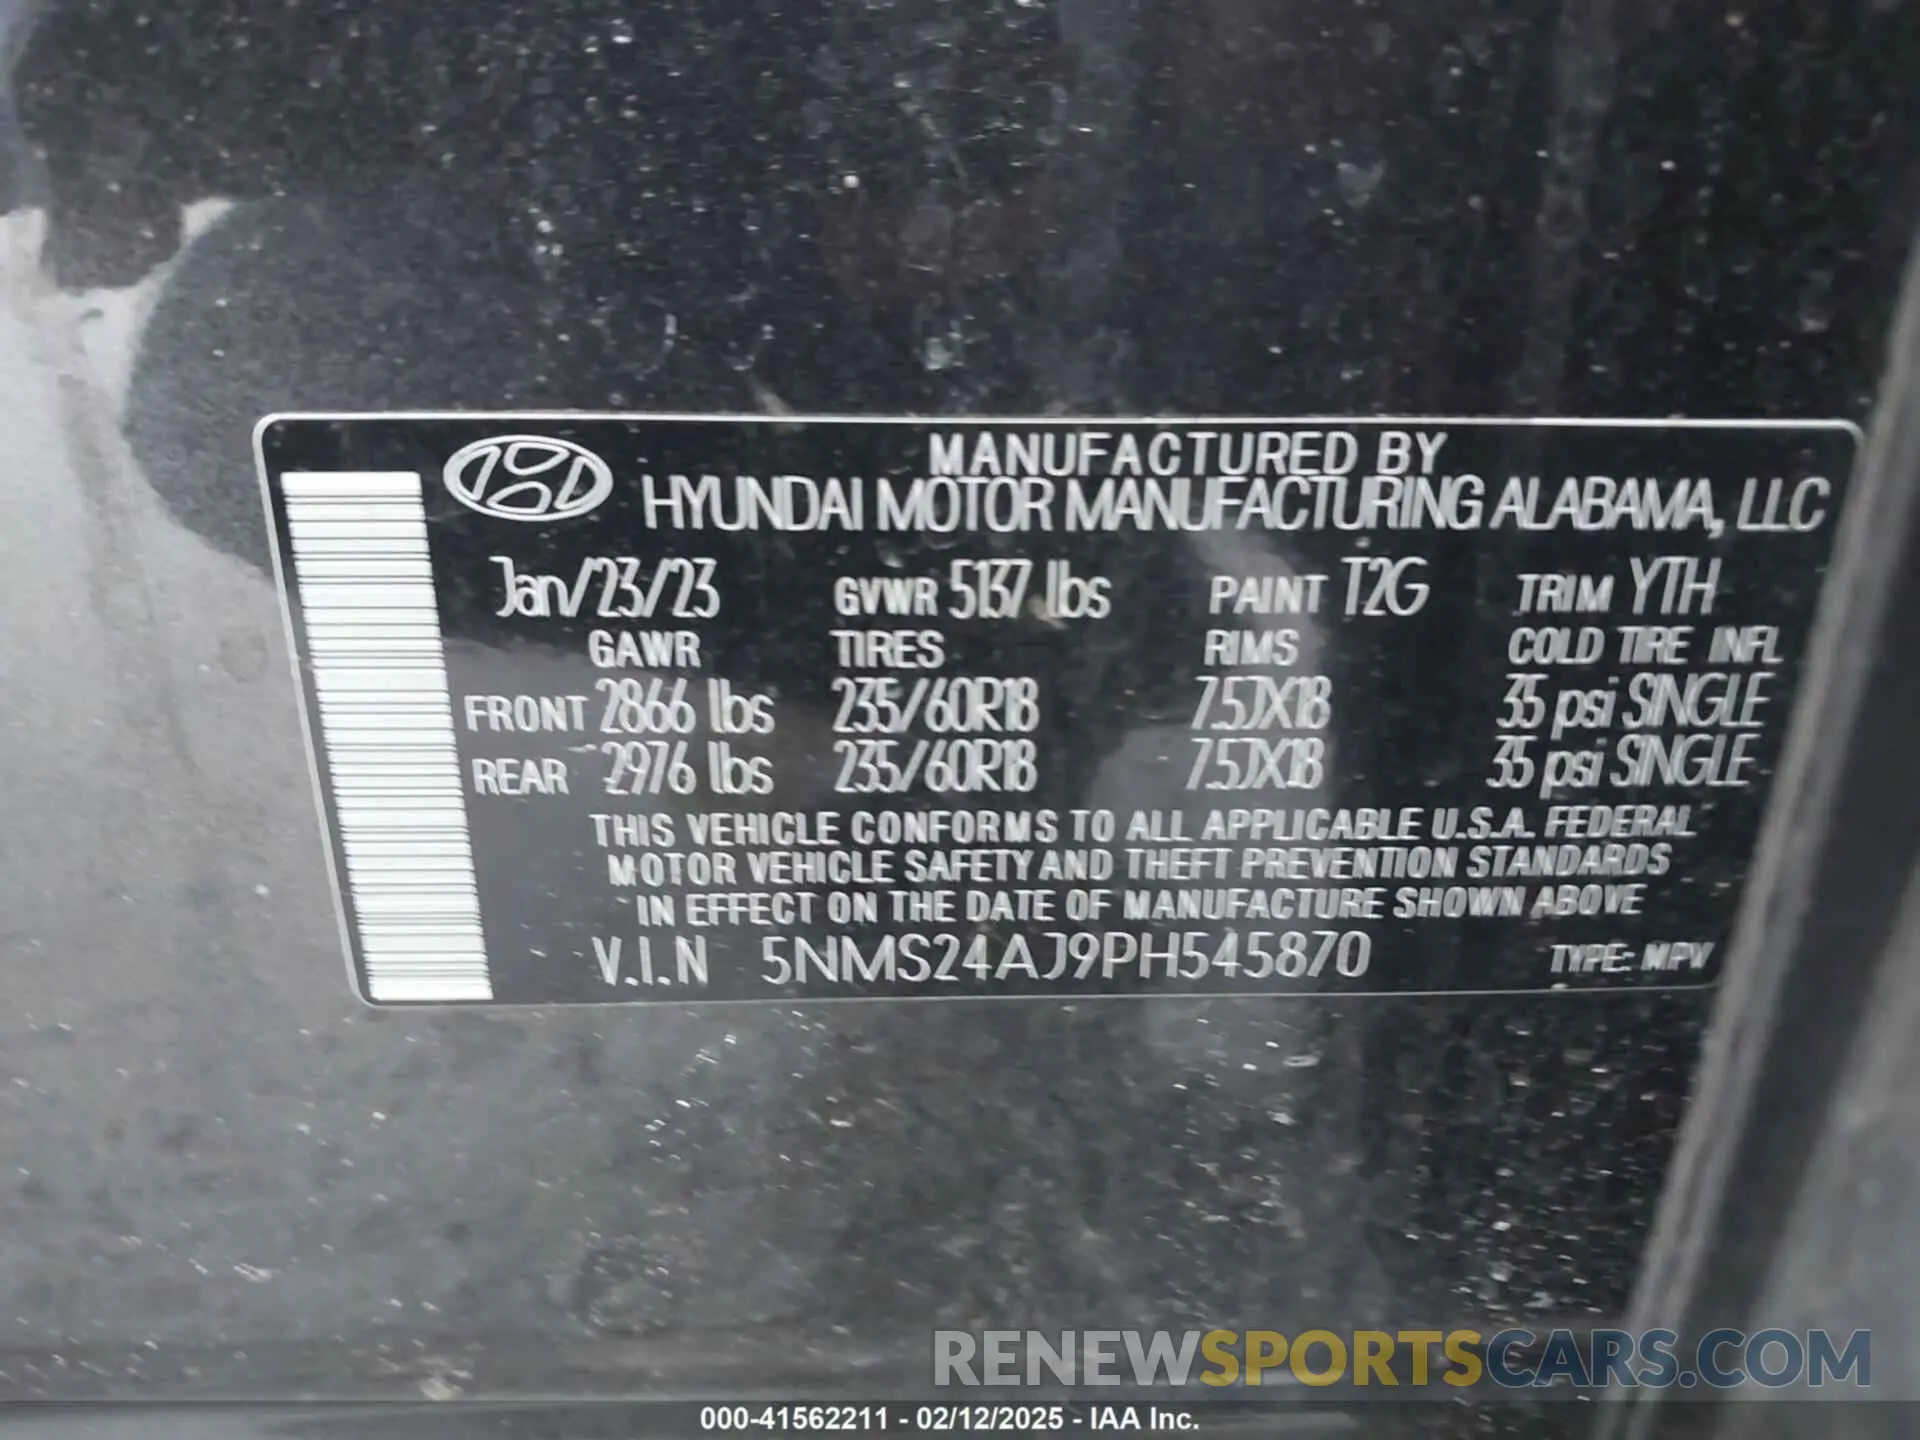 MANUFACTURED BY
HYUNDAI MOTOR MANUFACTURING ALABAMA, LLC
Jan/23/23 GVWR 5137 lbs PAINT T2G TRIM YTH
GAWR TIRES RIMS COLD TIRE INFL
FRONT 2866 lbs 235/60R18 7.5JX18 35 psi SINGLE
REAR 2976 lbs 235/60R18 7.5JX18 35 psi SINGLE
THIS VEHICLE CONFORMS TO ALL APPLICABLE U.S.A. FEDERAL
MOTOR VEHICLE SAFETY AND THEFT PREVENTION STANDARDS
IN EFFECT ON THE DATE OF MANUFACTURE SHOWN ABOVE
V.I.N 5NMS24AJ9PH545870 TYPE: MPV
RENEWSPORTSCARS.COM
000-41562211 - 02/12/2025 - IAA Inc.